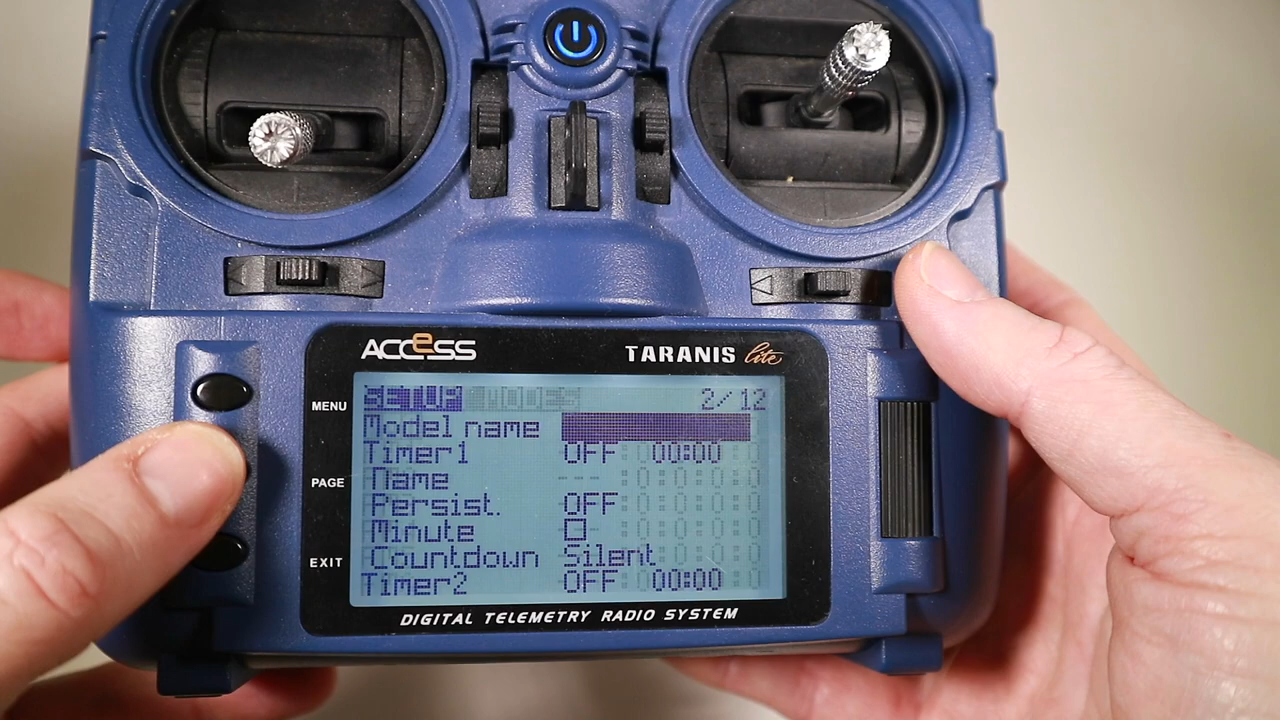 ACCESS
TARANIS lite
MENU
PAGE
EXIT
SETUP 2/12
Model name
Timer1 OFF 00:00
Name ---
Persist. OFF
Minute
Countdown Silent
Timer2 OFF 00:00
DIGITAL TELEMETRY RADIO SYSTEM